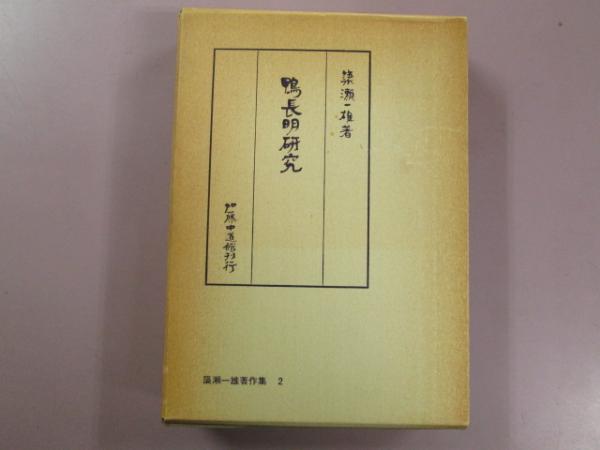 簗瀬一雄著
鴨長明研究
加藤中道館刊行
簗瀬一雄著作集 2